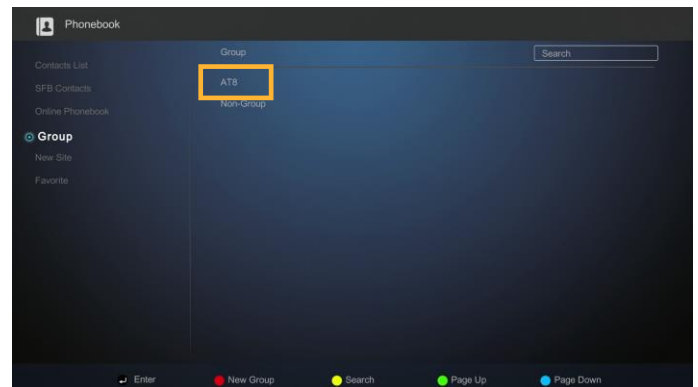 Phonebook
Group
Search
Contacts List
SFB Contacts
Online Phonebook
Group
New Site
Favorite
AT8
Non-Group
Enter
New Group
Search
Page Up
Page Down